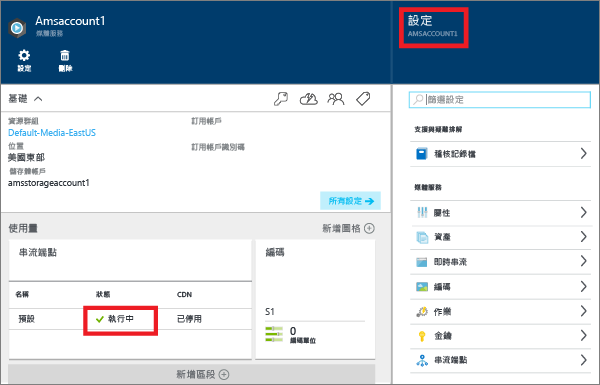 Amsaccount1
媒體服務
設定
刪除
基礎
資源群組
Default-Media-EastUS
位置
美國東部
儲存體帳戶
amsstorageaccount1
訂用帳戶
訂用帳戶識別碼
所有設定
使用量
新增圖格
串流端點
名稱 狀態 CDN
預設 執行中 已停用
編碼
S1
0
編碼單位
新增區段
設定
AMSACCOUNT1
篩選設定
支援與疑難排解
稽核記錄檔
媒體服務
屬性
資產
即時串流
編碼
作業
金鑰
串流端點